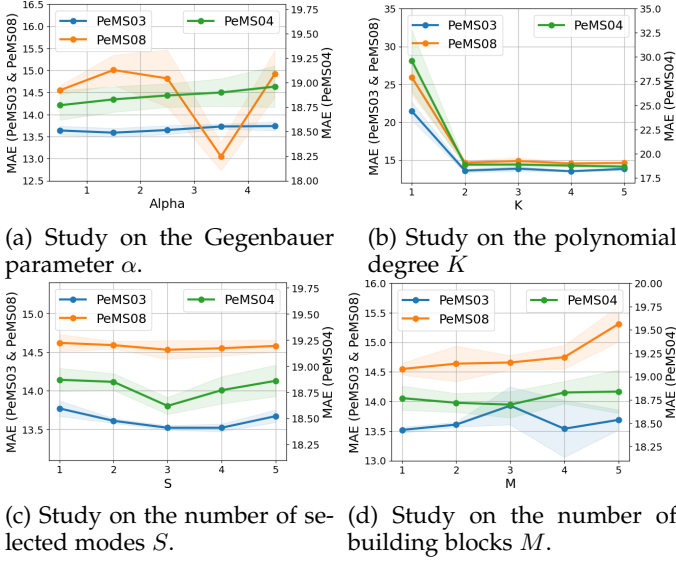 PeMS03
PeMS08
PeMS04
MAE (PeMS03 & PeMS08)
MAE (PeMS04)
16.5
16.0
15.5
15.0
14.5
14.0
13.5
13.0
12.5
19.75
19.50
19.25
19.00
18.75
18.50
18.25
18.00
1 2 3 4
Alpha
PeMS03
PeMS08
PeMS04
MAE (PeMS03 & PeMS08)
MAE (PeMS04)
35
30
25
20
15
35.0
32.5
30.0
27.5
25.0
22.5
20.0
17.5
1 2 3 4 5
K
(a) Study on the Gegenbauer
parameter α.
(b) Study on the polynomial
degree K
PeMS03
PeMS08
PeMS04
MAE (PeMS03 & PeMS08)
MAE (PeMS04)
15.0
14.5
14.0
13.5
19.75
19.50
19.25
19.00
18.75
18.50
18.25
1 2 3 4 5
S
PeMS03
PeMS08
PeMS04
MAE (PeMS03 & PeMS08)
MAE (PeMS04)
16.0
15.5
15.0
14.5
14.0
13.5
13.0
20.00
19.75
19.50
19.25
19.00
18.75
18.50
18.25
1 2 3 4 5
M
(c) Study on the number of se-
lected modes S.
(d) Study on the number of
building blocks M.